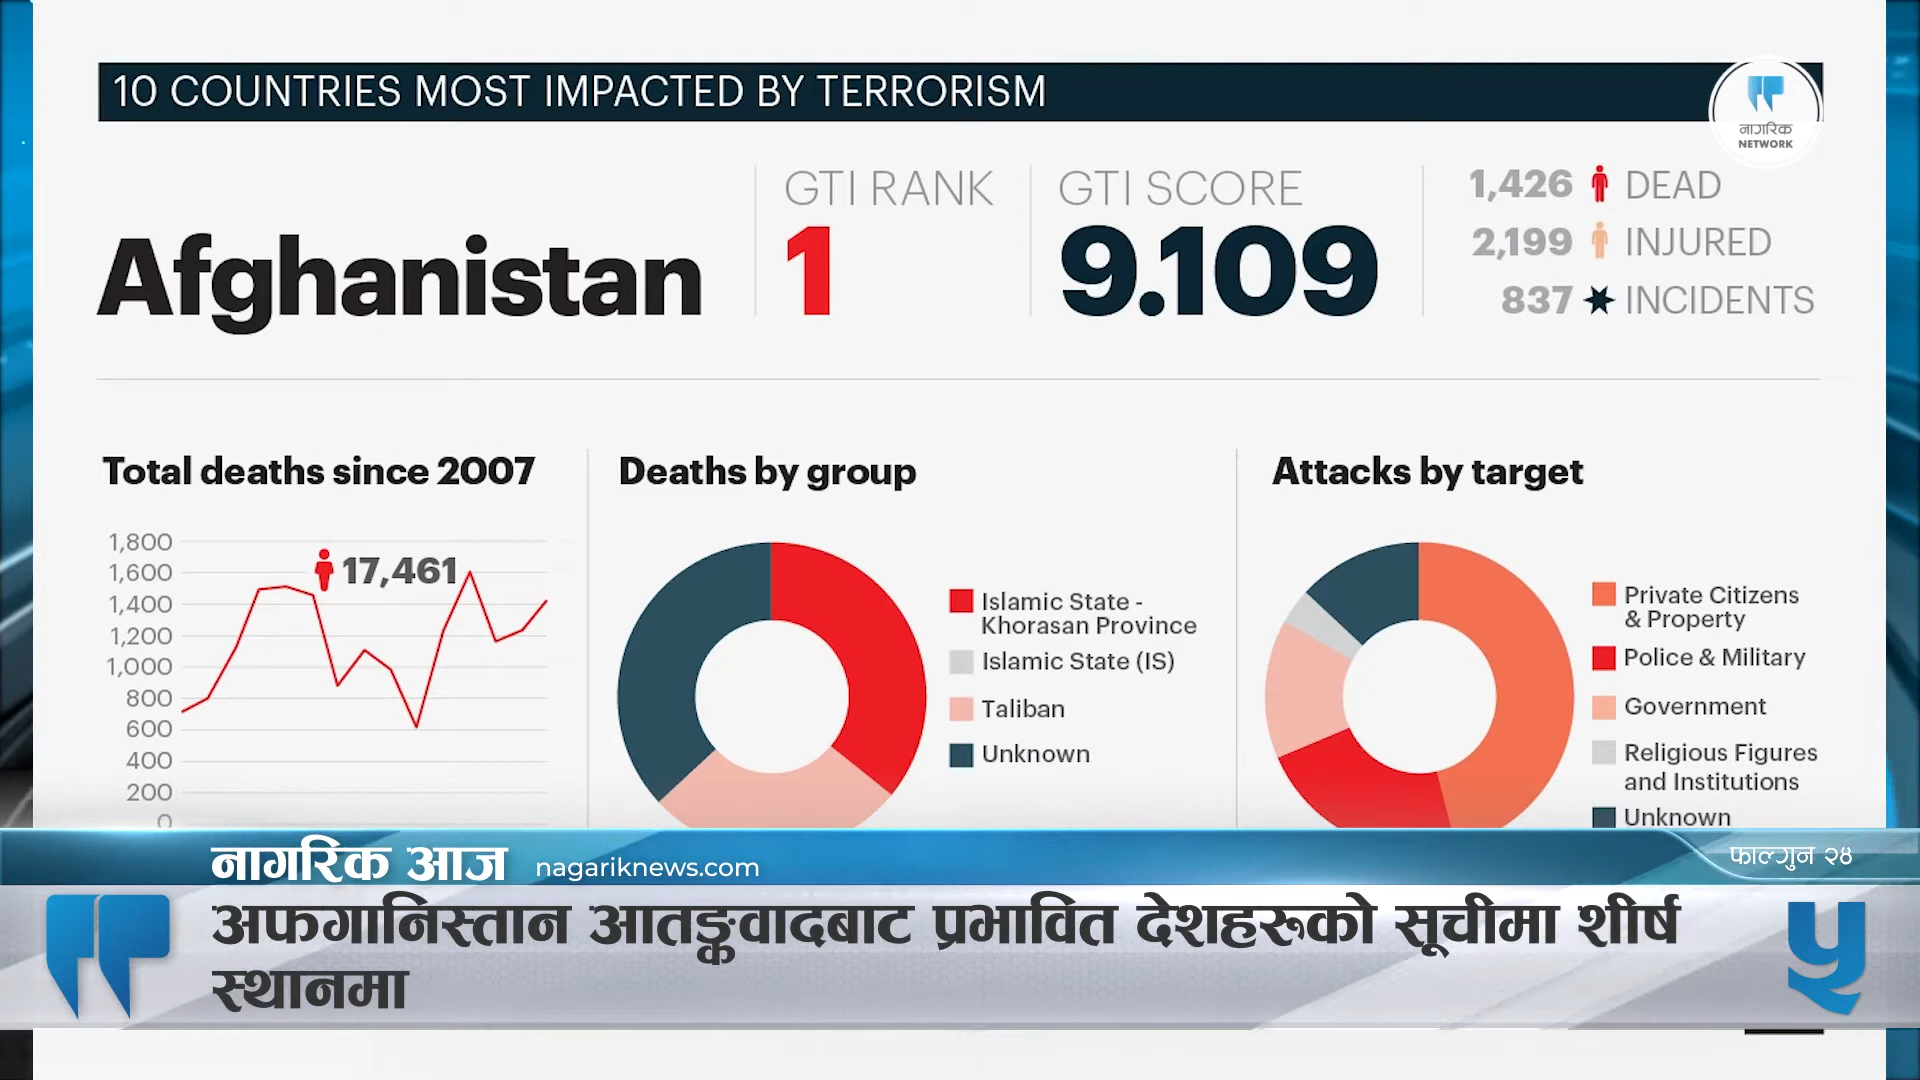 10 COUNTRIES MOST IMPACTED BY TERRORISM
नागरिक
NETWORK
Afghanistan
GTI RANK
1
GTI SCORE
9.109
1,426 DEAD
2,199 INJURED
837 INCIDENTS
Total deaths since 2007
1,800
1,600
1,400
1,200
1,000
800
600
400
200
0
17,461
Deaths by group
Islamic State -
Khorasan Province
Islamic State (IS)
Taliban
Unknown
Attacks by target
Private Citizens
& Property
Police & Military
Government
Religious Figures
and Institutions
Unknown
नागरिक आज nagariknews.com
फाल्गुन २४
अफगानिस्तान आतङ्कवादबाट प्रभावित देशहरुको सूचीमा शीर्ष
स्थानमा